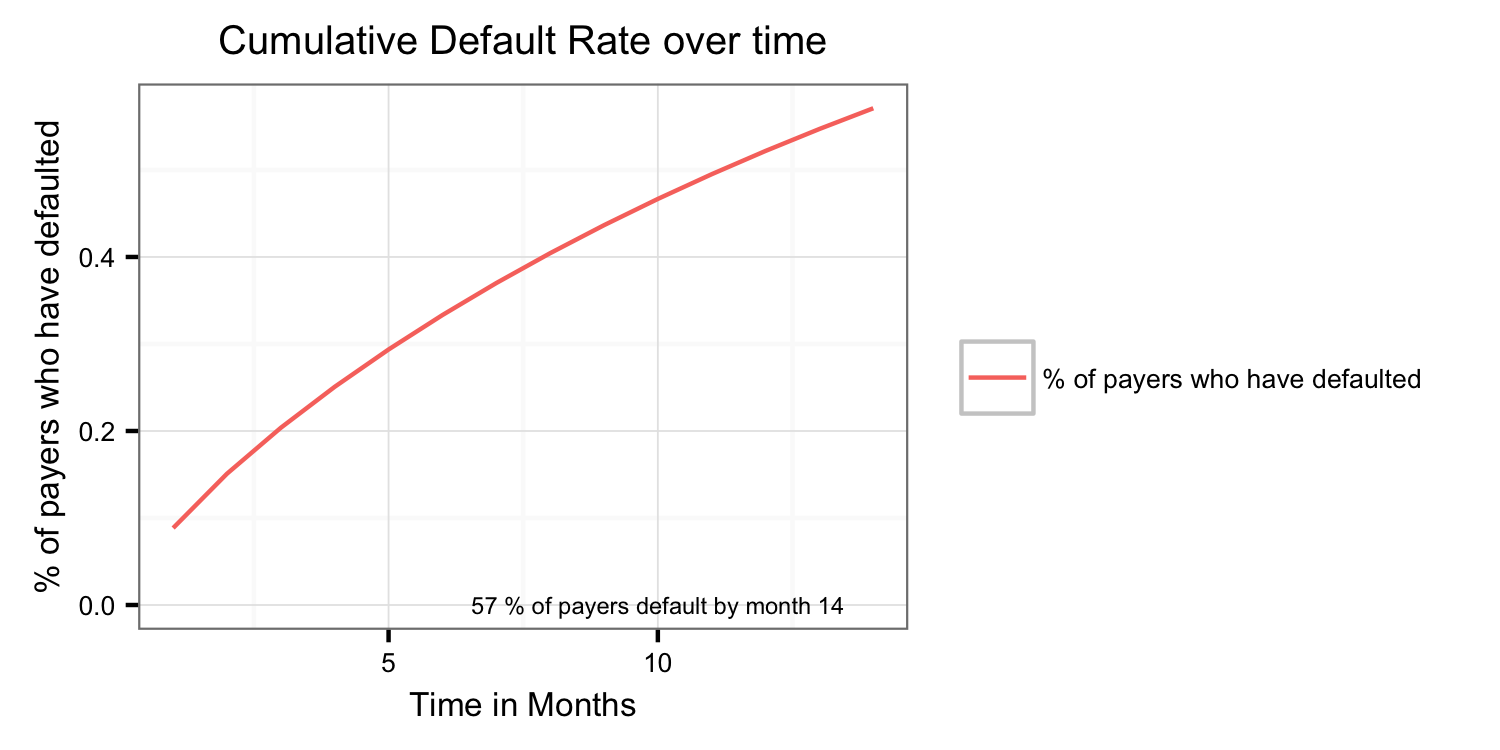 Cumulative Default Rate over time
% of payers who have defaulted
0.4
0.2
0.0
57 % of payers default by month 14
5
10
Time in Months
% of payers who have defaulted